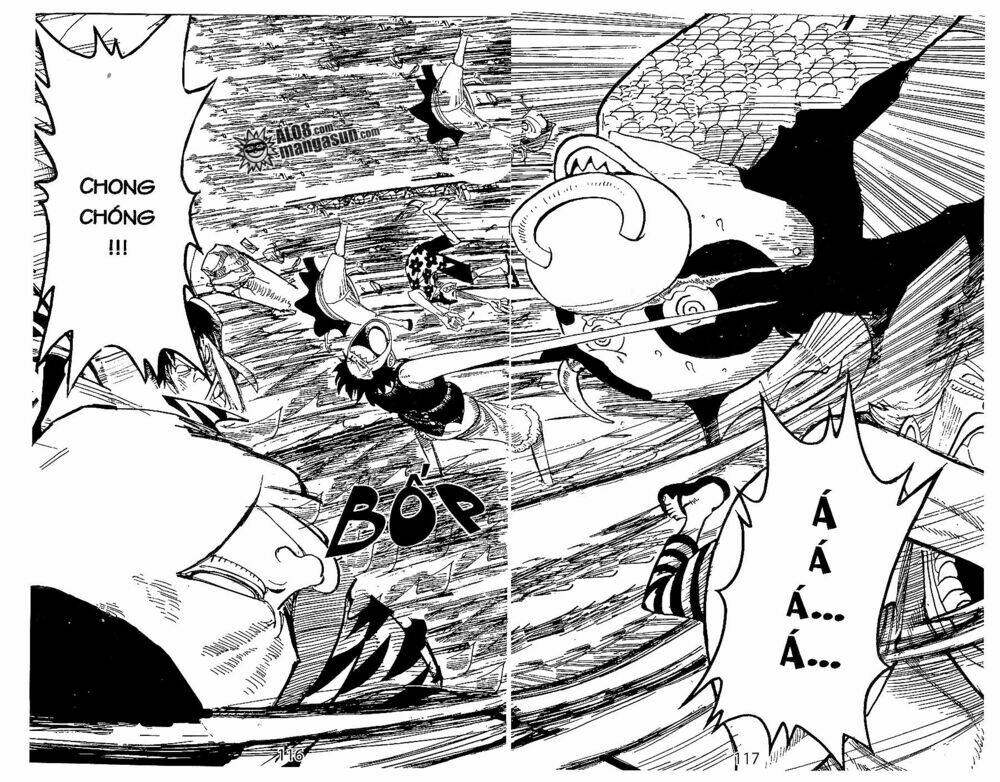 CHONG
CHÓNG
!!!
ALO8.com
mangasun.com
BỐP
Á
Á
Á...
Á...
116
117